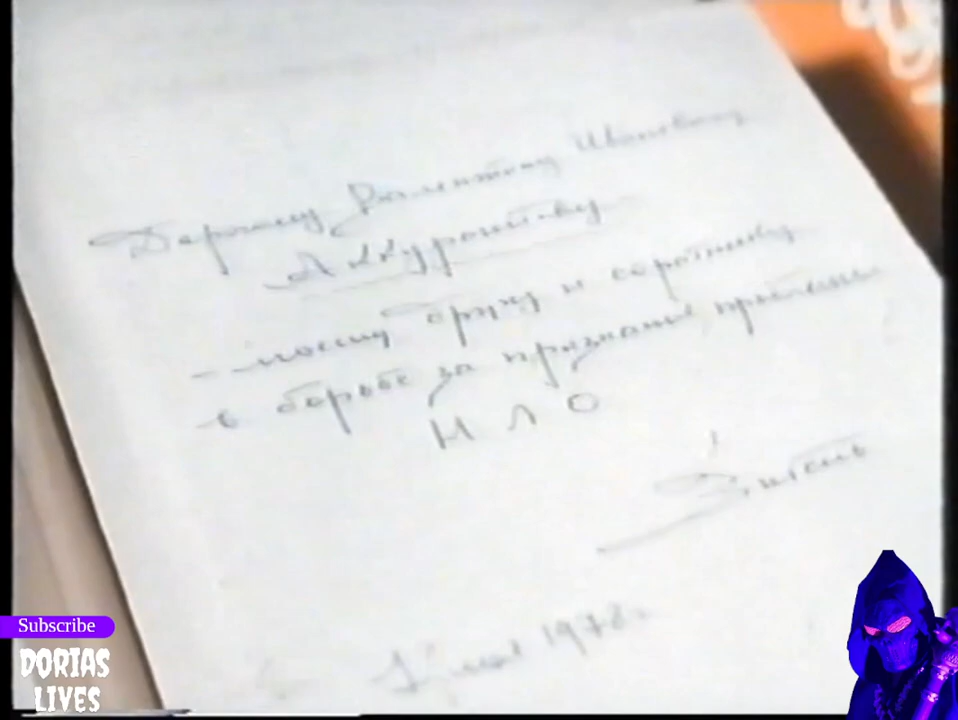 Дорогому Валентину Ивановичу
Аккуратову
– моему другу и соратнику
в борьбе за признание проблемы
НЛО
Зигель
мая 1978 г.
Subscribe
DORIAS
LIVES